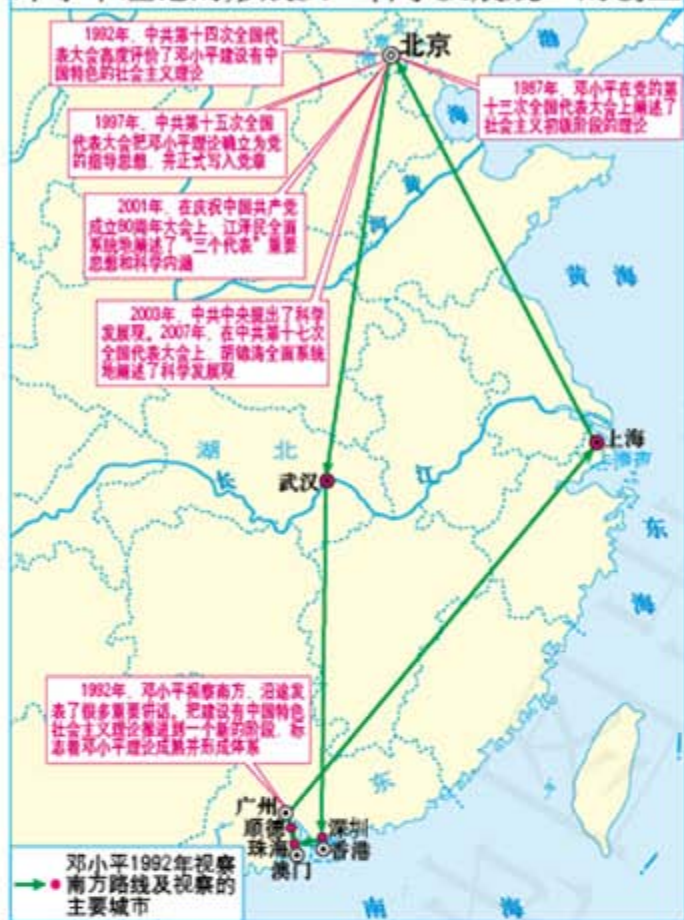 1992年，中共第十四次全国代
表大会高度评价了邓小平建设有中
国特色的社会主义理论
北京
渤
海
1987年，邓小平在党的第
十三次全国代表大会上阐述了
社会主义初级阶段的理论
1997年，中共第十五次全国
代表大会把邓小平理论确立为党
的指导思想，并正式写入党章
黄
河
2001年，在庆祝中国共产党
成立80周年大会上，江泽民全面
系统地阐述了“三个代表”重要
思想和科学内涵
黄 海
2003年，中共中央提出了科学
发展观。2007年，在中共第十七次
全国代表大会上，胡锦涛全面系统
地阐述了科学发展观
上海
上海市
湖 北
武汉
长
江
东
海
1992年，邓小平视察南方，沿途发
表了很多重要讲话，把建设有中国特色
社会主义理论推进到一个新的阶段，标
志着邓小平理论成熟并形成体系
广州
东
顺德
深圳
珠海
香港
澳门
邓小平1992年视察
南方路线及视察的
主要城市
南 海